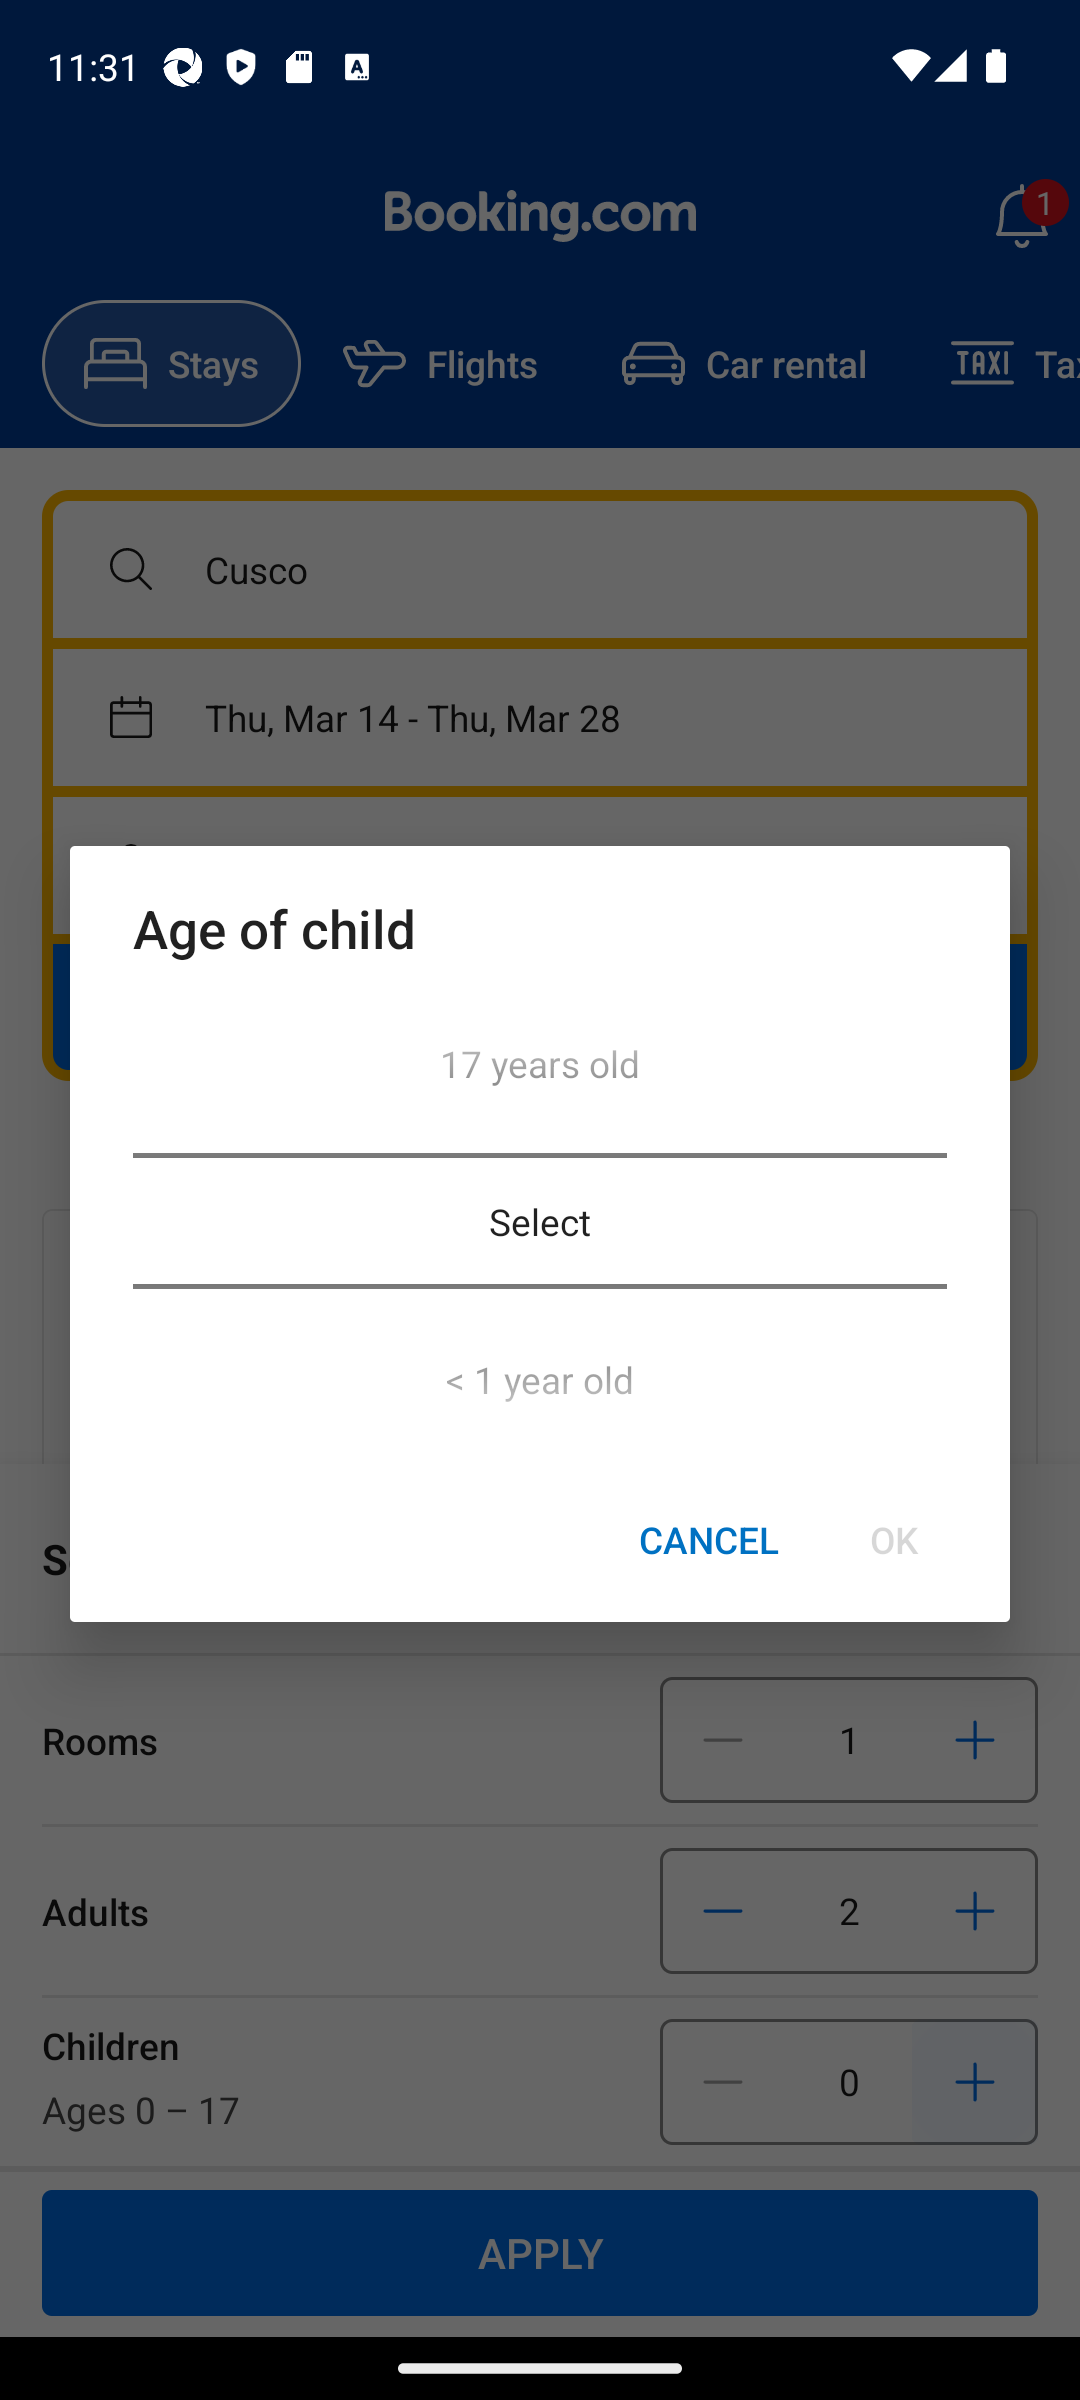 11:31
Booking.com
1
Stays
Flights
Car rental
TAXI
Cusco
Thu, Mar 14 - Thu, Mar 28
Age of child
17 years old
Select
< 1 year old
CANCEL
OK
Rooms
1
Adults
2
Children
Ages 0 – 17
0
APPLY